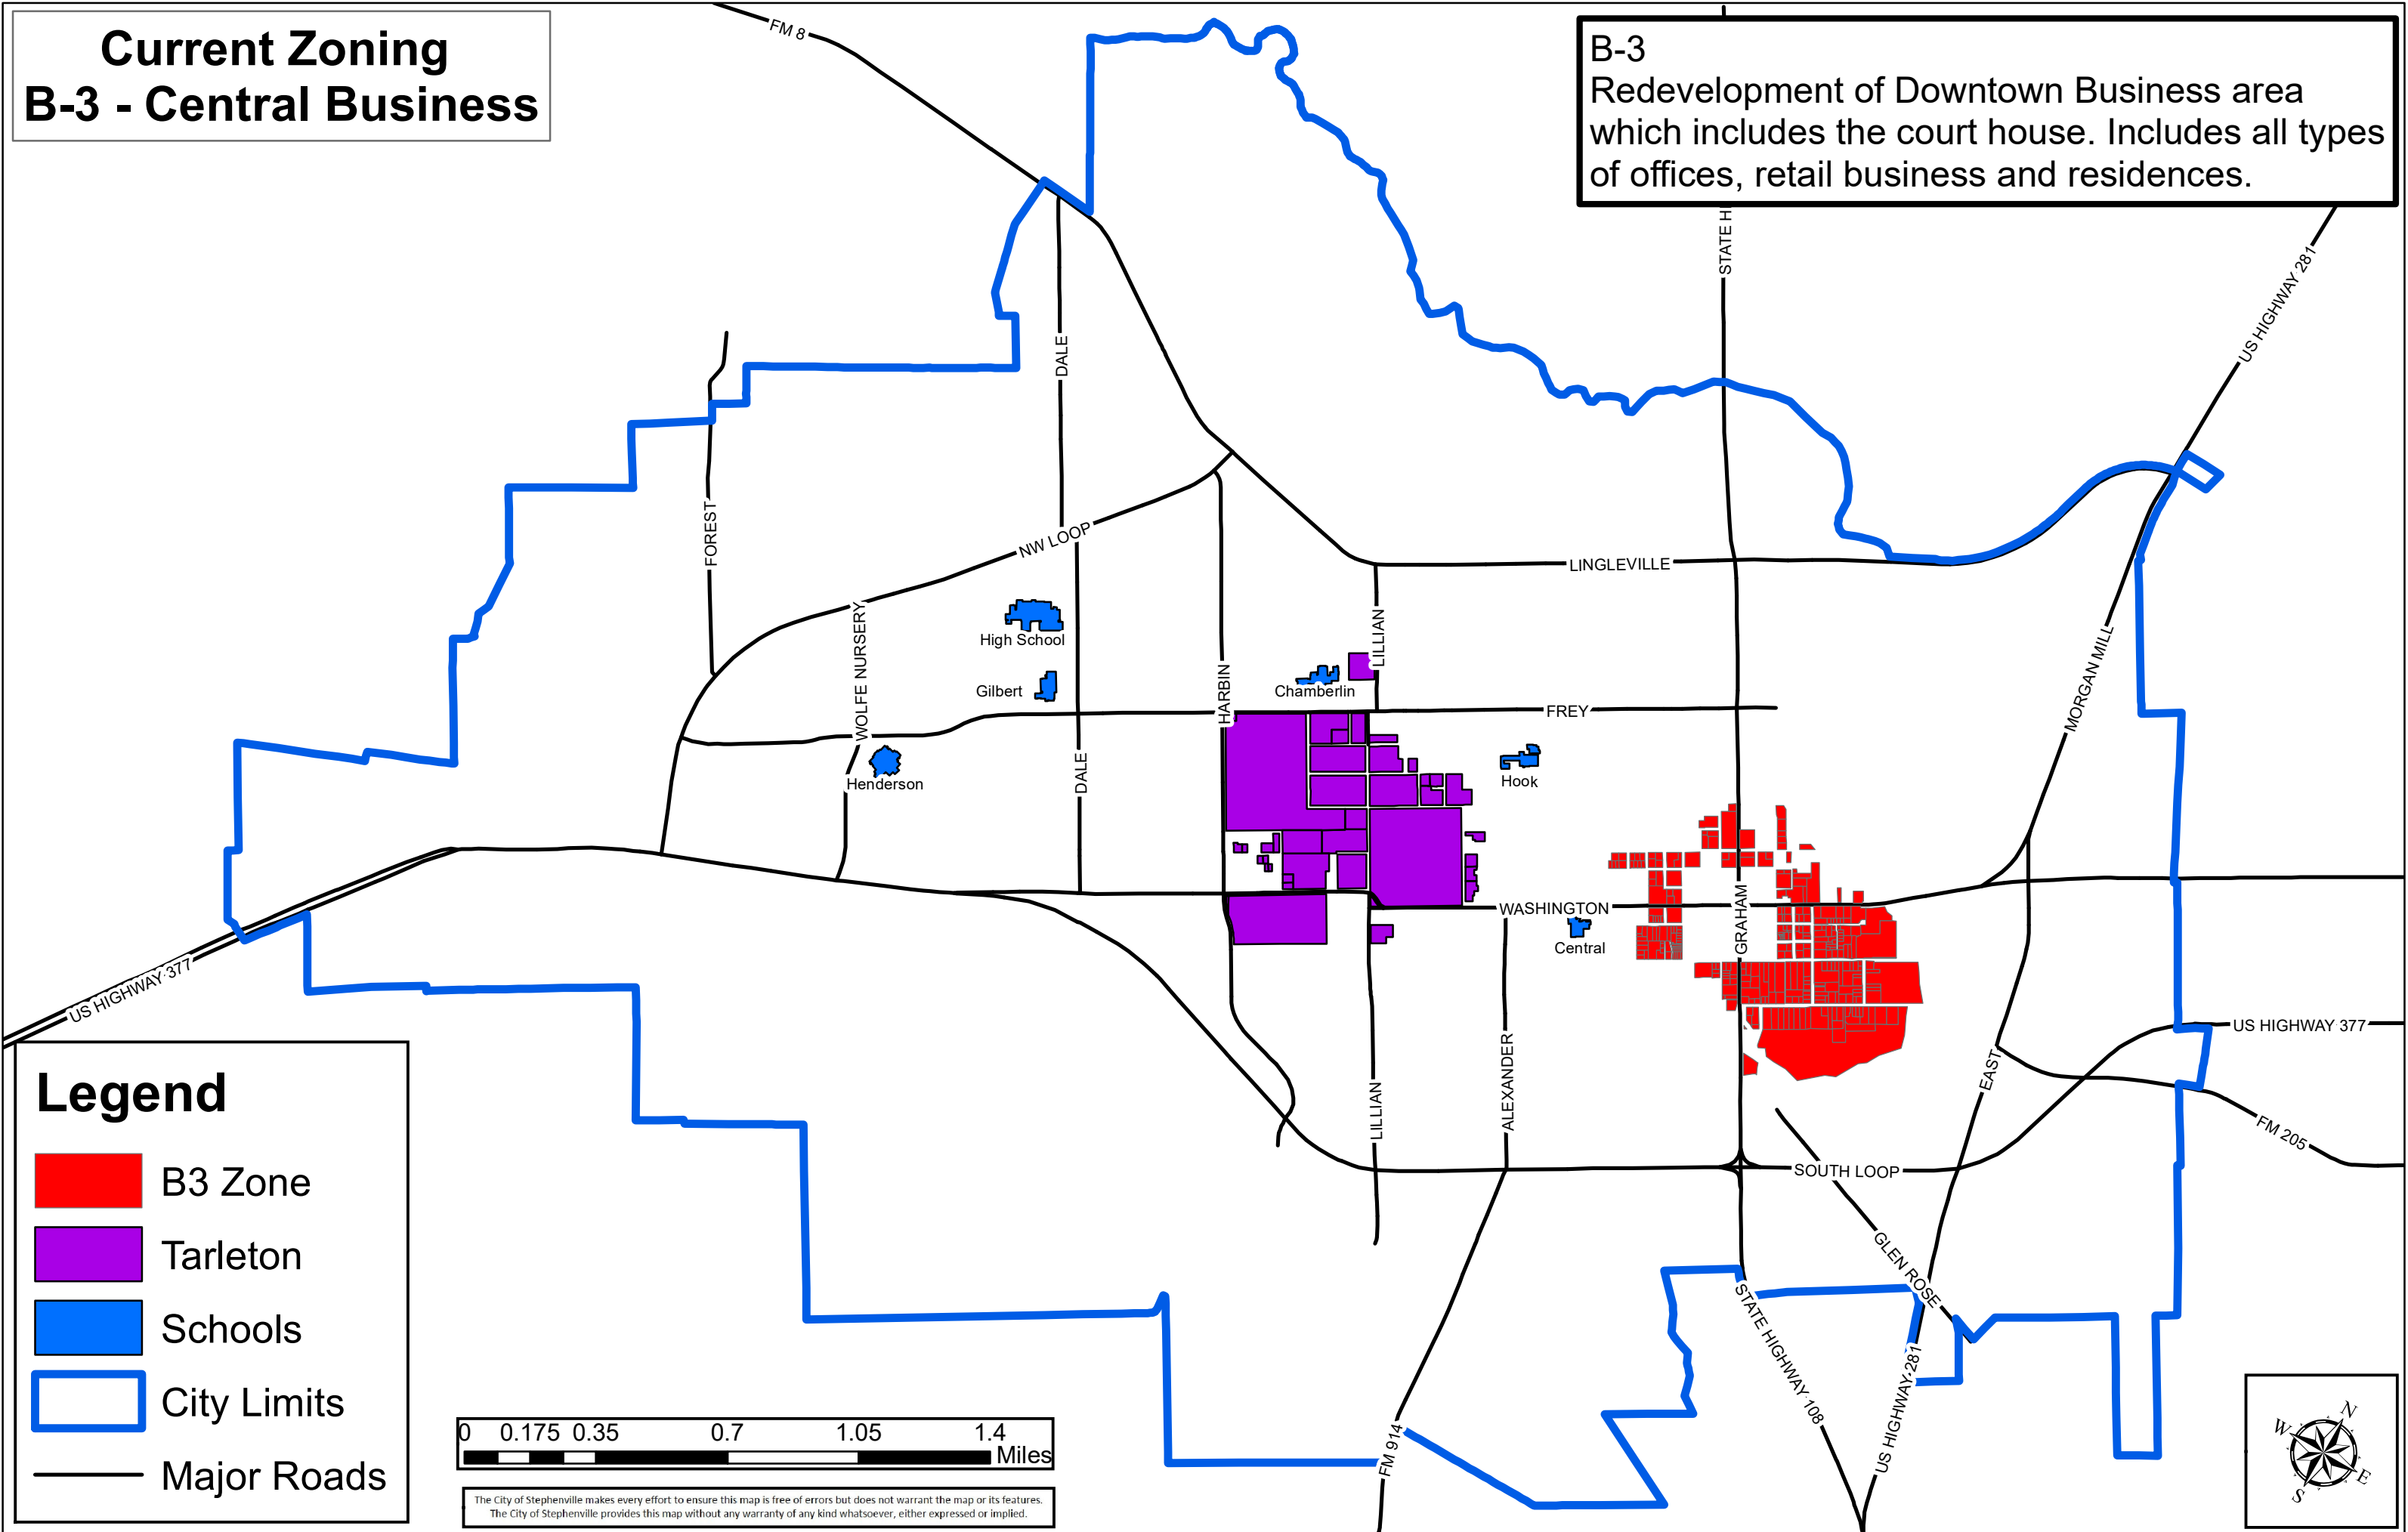 Current Zoning
B-3 - Central Business
B-3
Redevelopment of Downtown Business area
which includes the court house. Includes all types
of offices, retail business and residences.
FM 8
STATE H
US HIGHWAY 281
DALE
FOREST
NW LOOP
LINGLEVILLE
WOLFE NURSERY
High School
LILLIAN
MORGAN MILL
Gilbert
HARBIN
Chamberlin
FREY
Henderson
DALE
Hook
WASHINGTON
GRAHAM
Central
US HIGHWAY 377
US HIGHWAY 377
ALEXANDER
LILLIAN
EAST
FM 205
SOUTH LOOP
GLEN ROSE
STATE HIGHWAY 108
US HIGHWAY 281
FM 914
Legend
B3 Zone
Tarleton
Schools
City Limits
Major Roads
0 0.175 0.35 0.7 1.05 1.4
Miles
The City of Stephenville makes every effort to ensure this map is free of errors but does not warrant the map or its features.
The City of Stephenville provides this map without any warranty of any kind whatsoever, either expressed or implied.
N
W
E
S